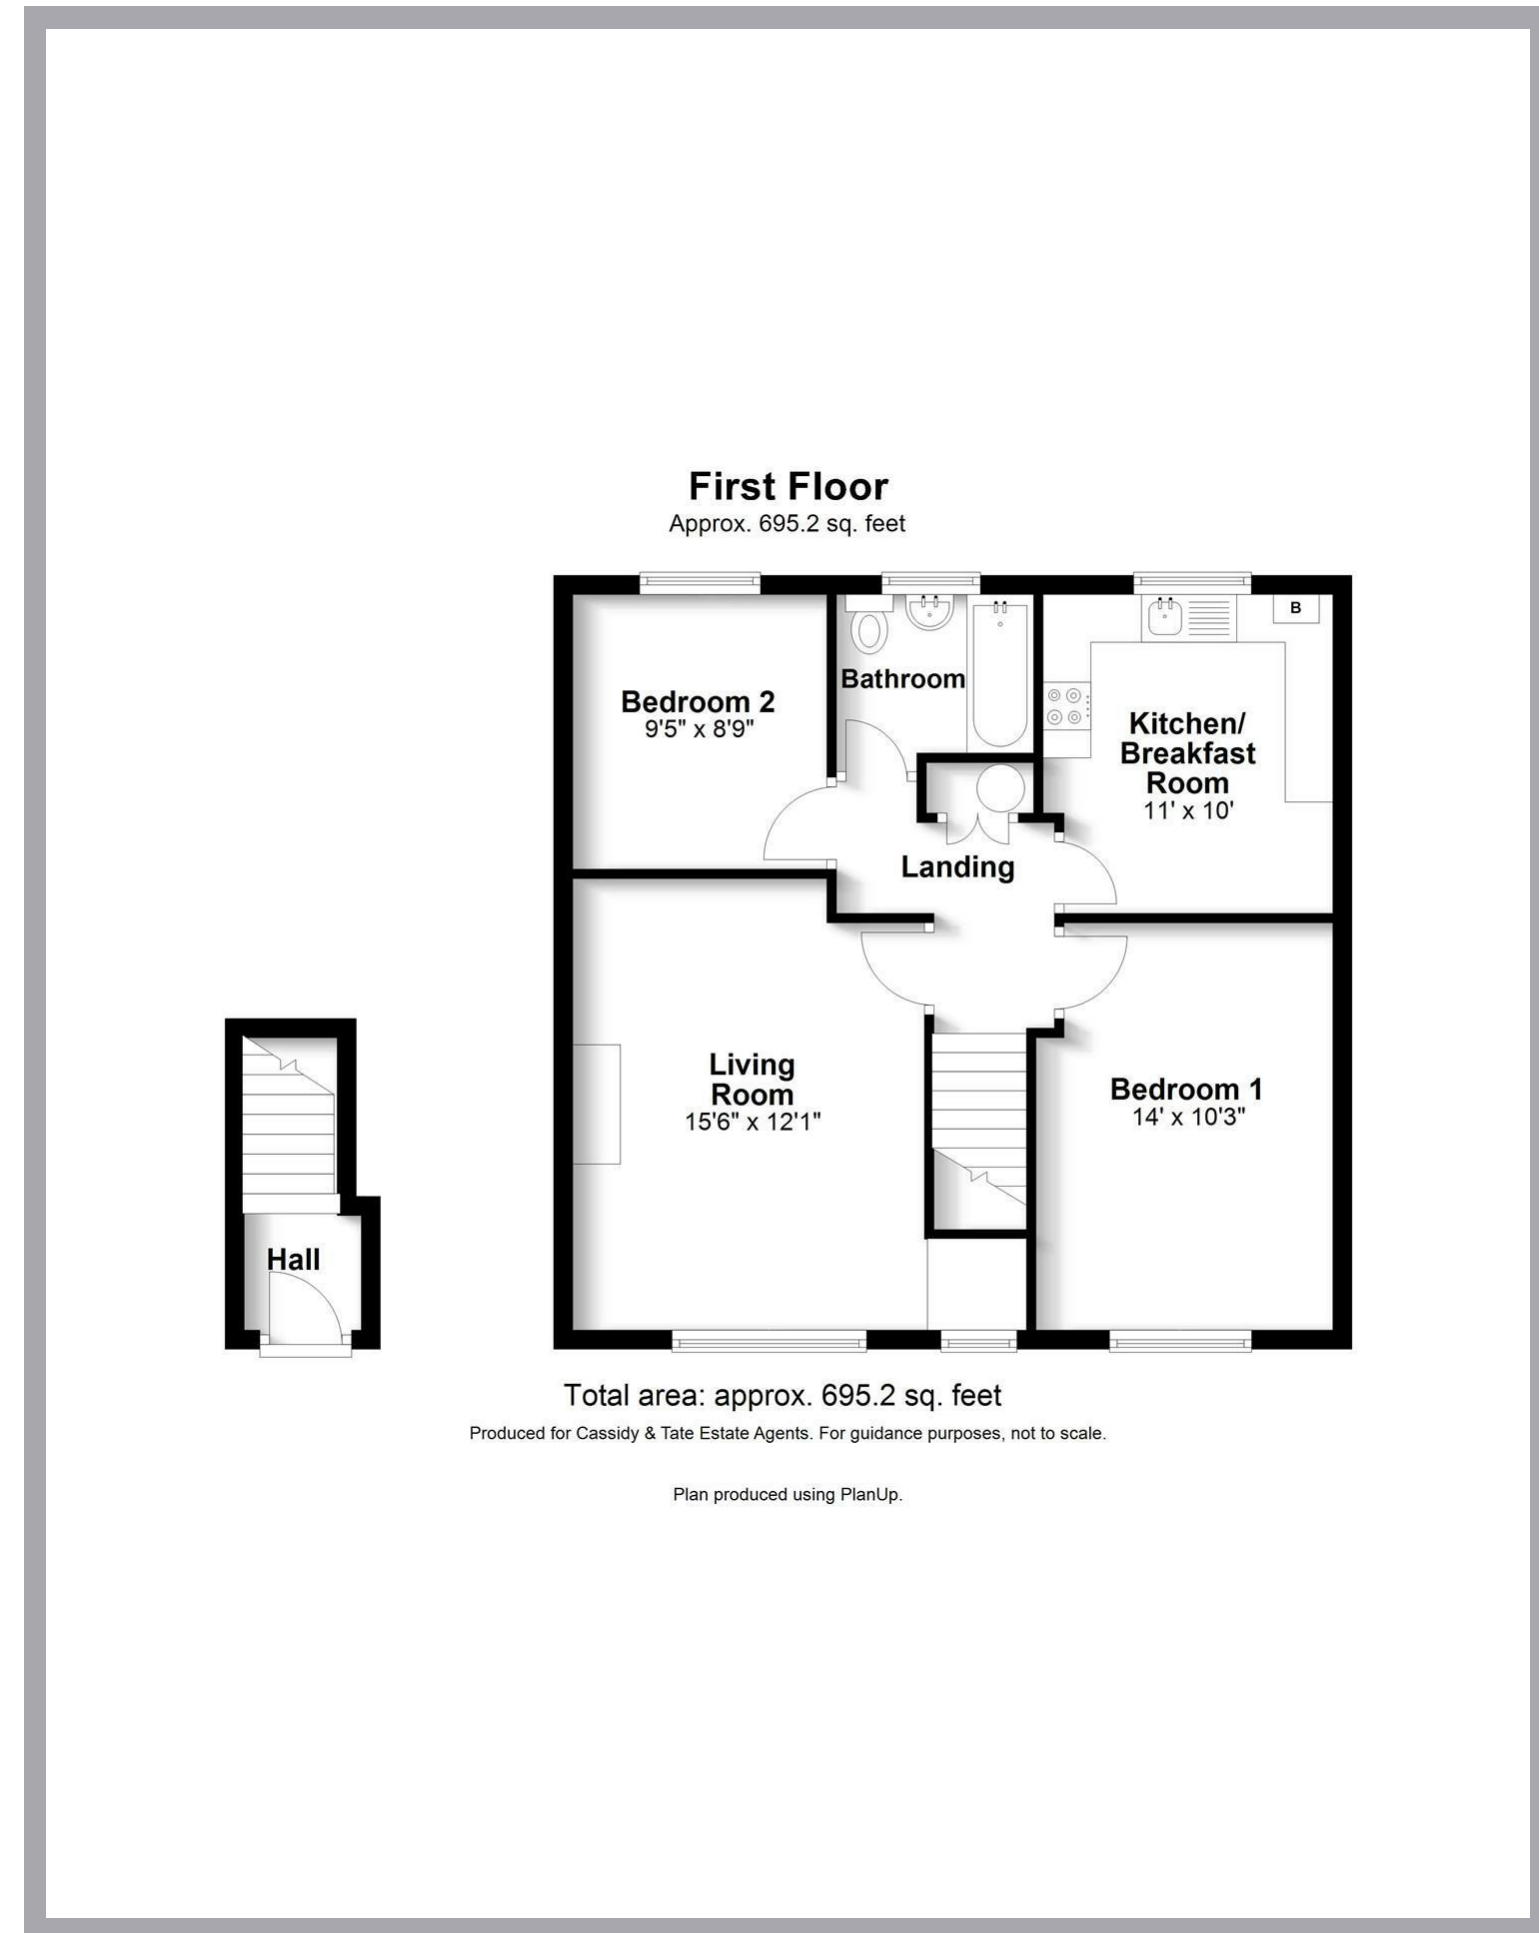 First Floor
Approx. 695.2 sq. feet
B
Bedroom 2
9'5" x 8'9"
Bathroom
Kitchen/
Breakfast
Room
11' x 10'
Landing
Living
Room
15'6" x 12'1"
Bedroom 1
14' x 10'3"
Hall
Total area: approx. 695.2 sq. feet
Produced for Cassidy & Tate Estate Agents. For guidance purposes, not to scale.
Plan produced using PlanUp.